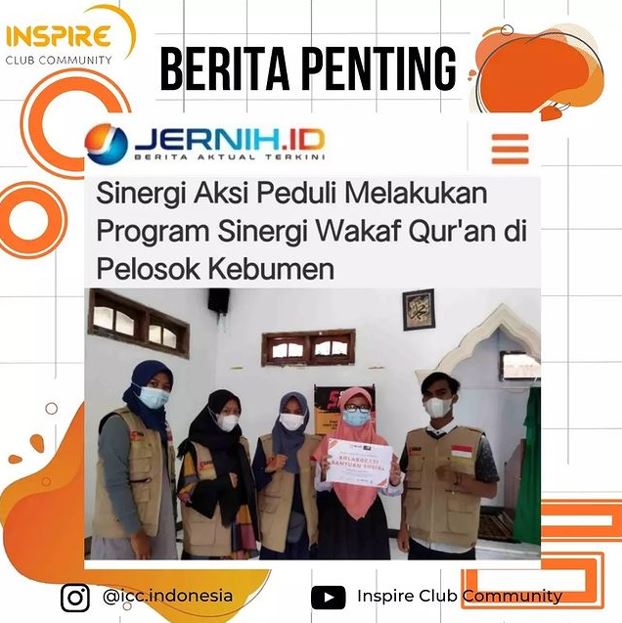 INSPIRE
CLUB COMMUNITY
BERITA PENTING
JERNIH.ID
BERITA AKTUAL TERKINI
Sinergi Aksi Peduli Melakukan
Program Sinergi Wakaf Qur'an di
Pelosok Kebumen
KOLABORASI
BANTUAN SOSIAL
@icc.indonesia
Inspire Club Community